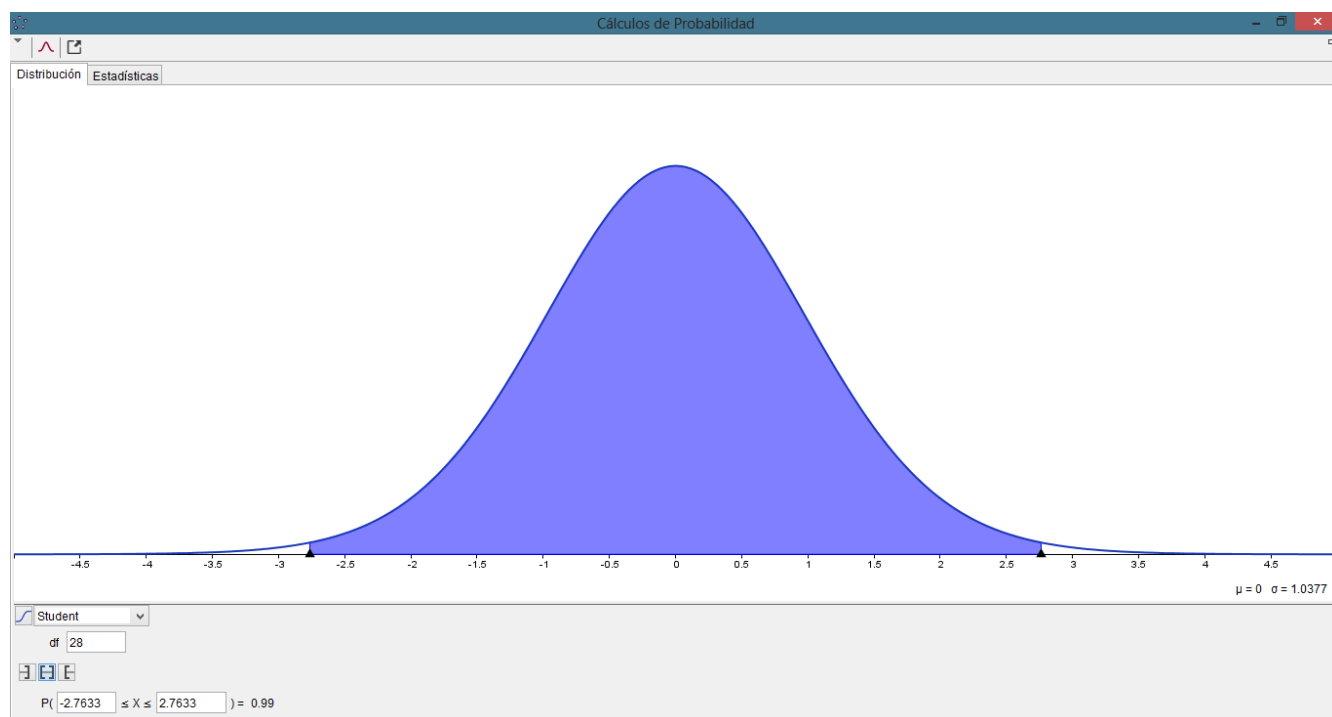 Cálculos de Probabilidad
Distribución Estadísticas
-4.5 -4 -3.5 -3 -2.5 -2 -1.5 -1 -0.5 0 0.5 1 1.5 2 2.5 3 3.5 4 4.5
μ = 0 σ = 1.0377
Student
df 28
P( -2.7633 ≤ X ≤ 2.7633 ) = 0.99